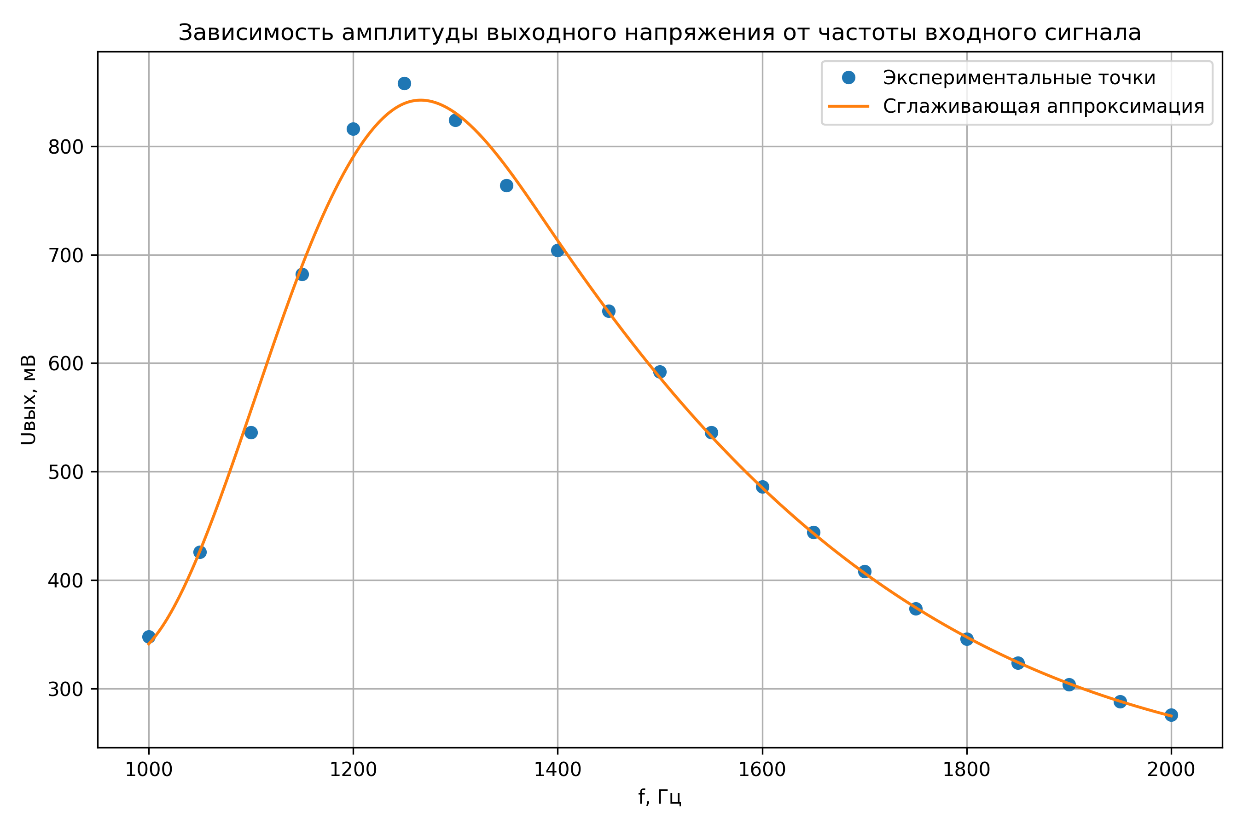 Зависимость амплитуды выходного напряжения от частоты входного сигнала
Экспериментальные точки
Сглаживающая аппроксимация
800
700
600
500
400
300
Uвых, мВ
1000 1200 1400 1600 1800 2000
f, Гц